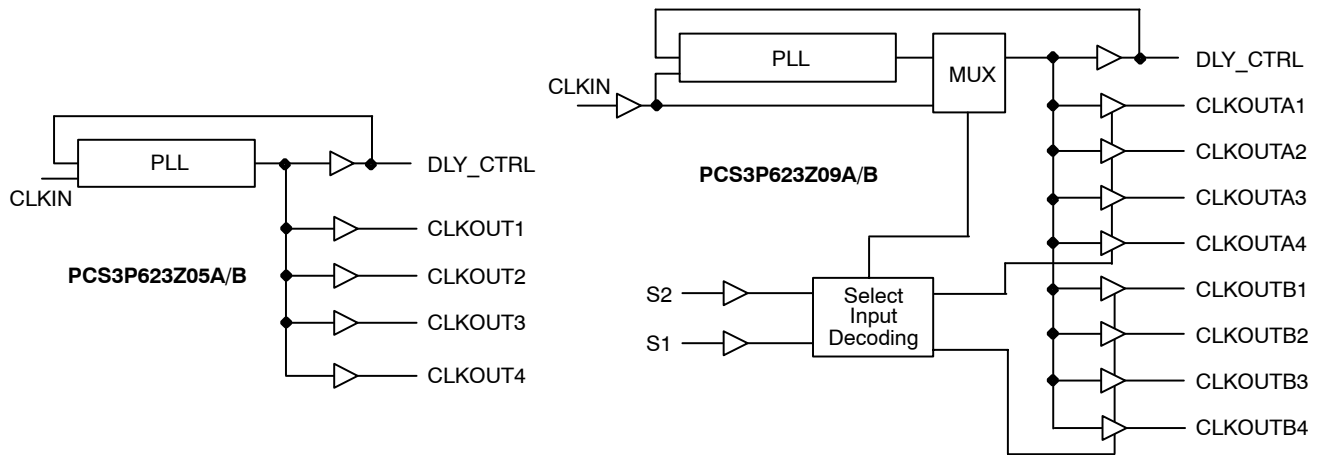 PLL
CLKIN
DLY_CTRL
CLKOUT1
CLKOUT2
CLKOUT3
CLKOUT4
PCS3P623Z05A/B
PLL
MUX
CLKIN
DLY_CTRL
CLKOUTA1
CLKOUTA2
CLKOUTA3
CLKOUTA4
CLKOUTB1
CLKOUTB2
CLKOUTB3
CLKOUTB4
PCS3P623Z09A/B
S2
S1
Select
Input
Decoding